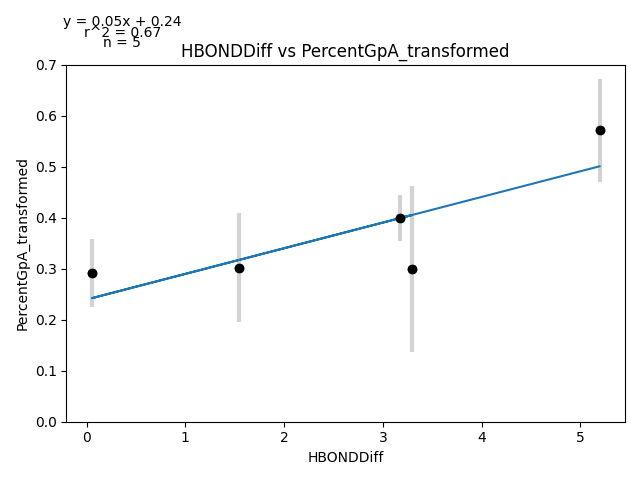 y = 0.05x + 0.24
r^2 = 0.67
n = 5
HBONDDiff vs PercentGpA_transformed
0.7
0.6
0.5
0.4
0.3
0.2
0.1
0.0
PercentGpA_transformed
0 1 2 3 4 5
HBONDDiff